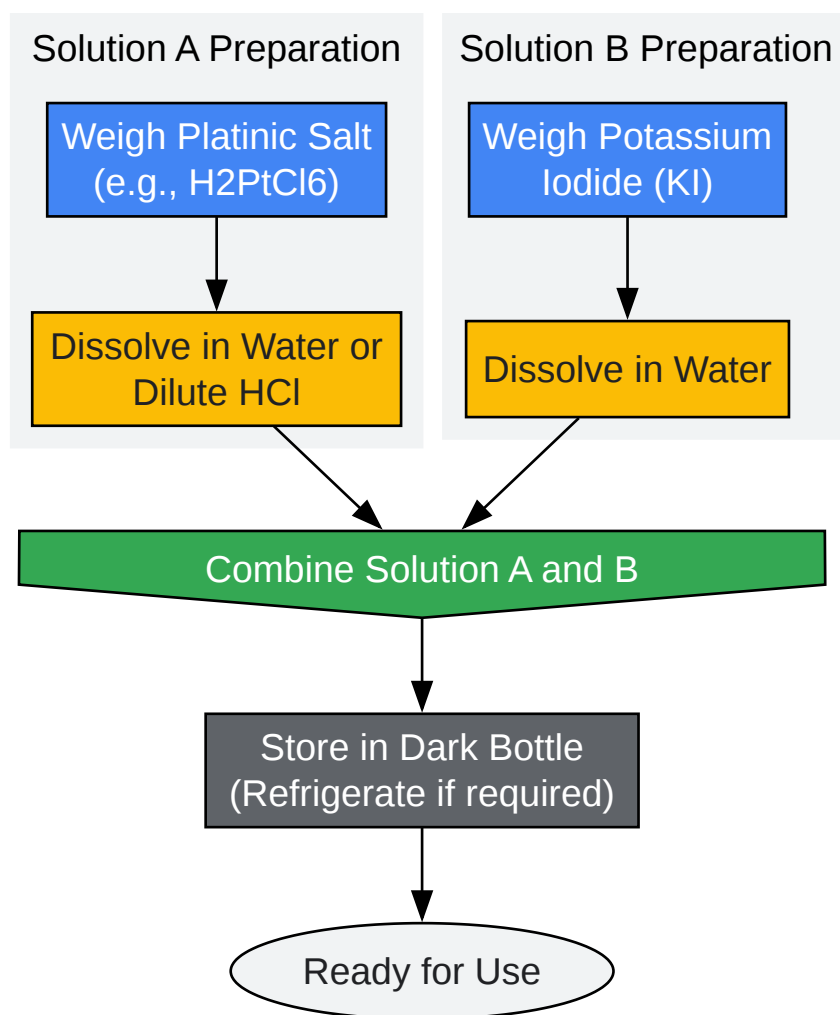 Solution A Preparation
Weigh Platinic Salt
(e.g., H2PtCl6)
Dissolve in Water or
Dilute HCl
Solution B Preparation
Weigh Potassium
Iodide (KI)
Dissolve in Water
Combine Solution A and B
Store in Dark Bottle
(Refrigerate if required)
Ready for Use